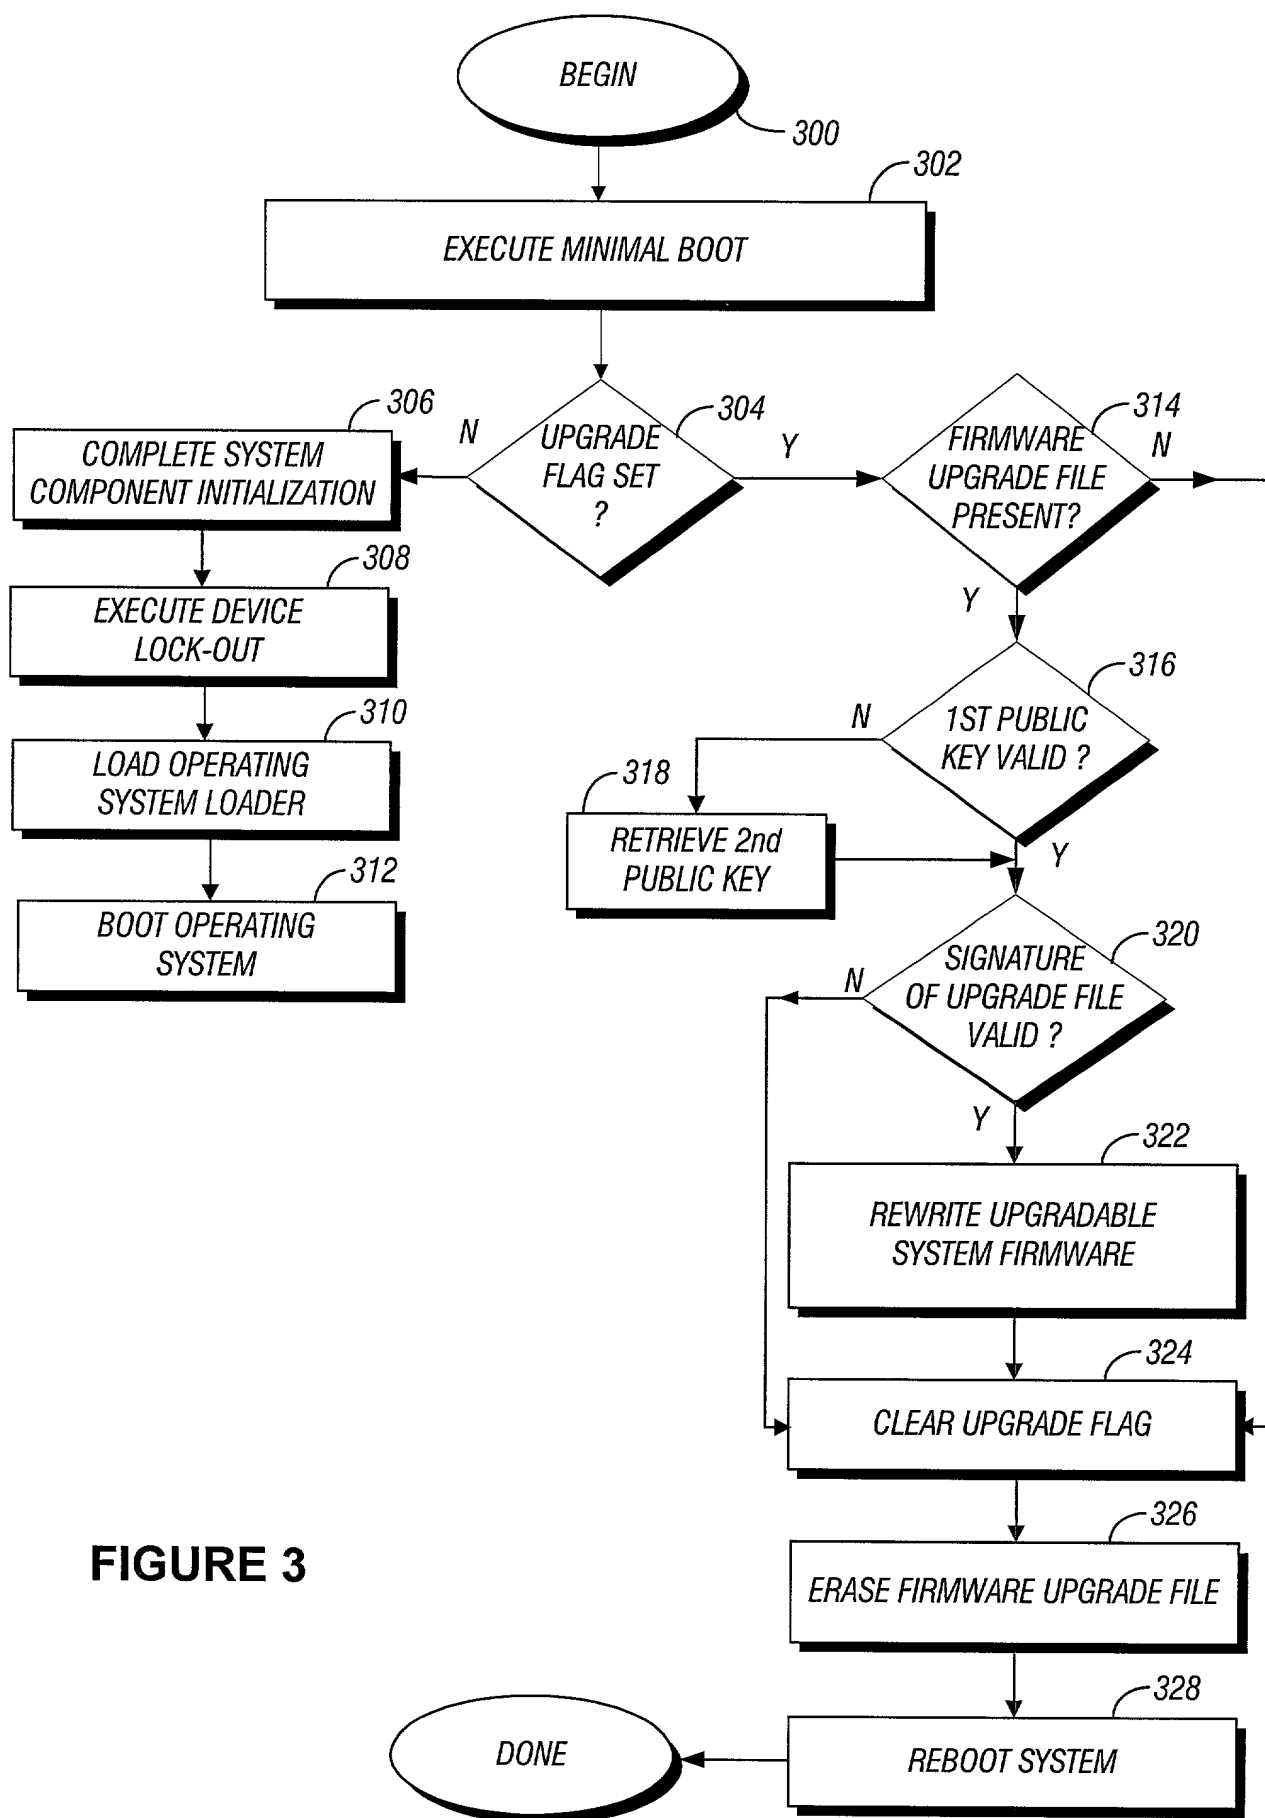 BEGIN
300
302
EXECUTE MINIMAL BOOT
304
UPGRADE
FLAG SET
?
N
Y
306
COMPLETE SYSTEM
COMPONENT INITIALIZATION
308
EXECUTE DEVICE
LOCK-OUT
310
LOAD OPERATING
SYSTEM LOADER
312
BOOT OPERATING
SYSTEM
314
FIRMWARE
UPGRADE FILE
PRESENT?
N
Y
316
1ST PUBLIC
KEY VALID ?
N
Y
318
RETRIEVE 2nd
PUBLIC KEY
320
SIGNATURE
OF UPGRADE FILE
VALID ?
N
Y
322
REWRITE UPGRADABLE
SYSTEM FIRMWARE
324
CLEAR UPGRADE FLAG
326
ERASE FIRMWARE UPGRADE FILE
328
REBOOT SYSTEM
DONE
FIGURE 3